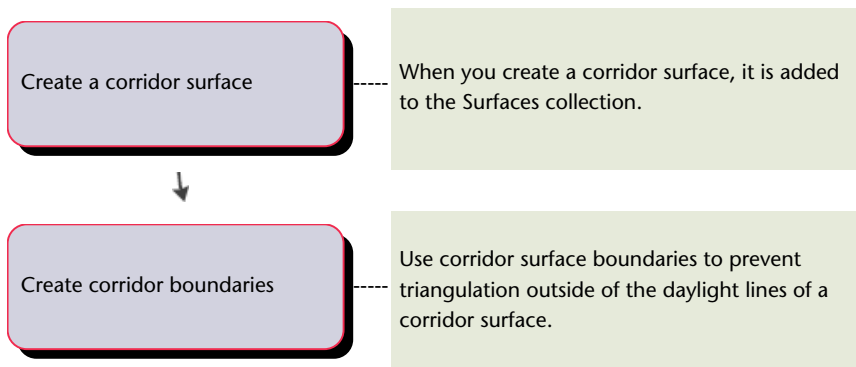 Create a corridor surface
When you create a corridor surface, it is added
to the Surfaces collection.
Create corridor boundaries
Use corridor surface boundaries to prevent
triangulation outside of the daylight lines of a
corridor surface.